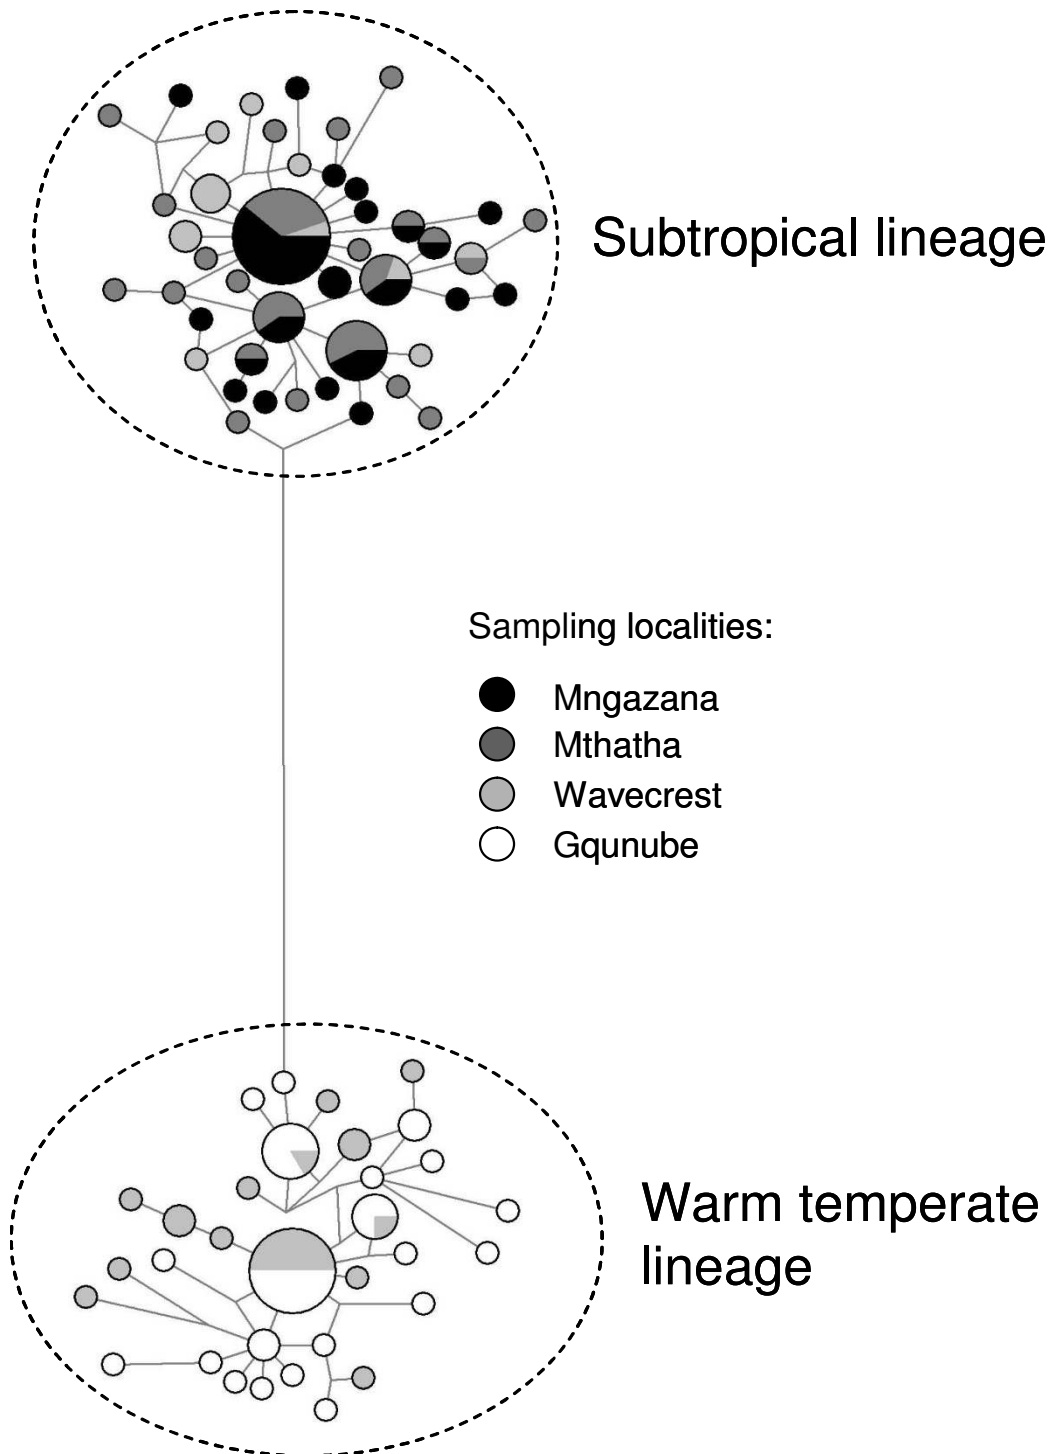 Subtropical lineage
Sampling localities:
Mngazana
Mthatha
Wavecrest
Gqunube
Warm temperate
lineage